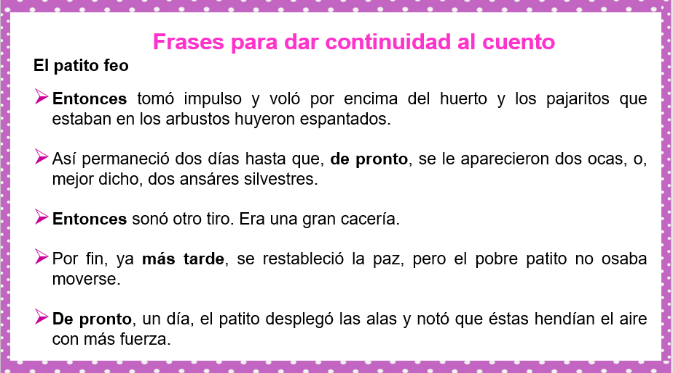 Frases para dar continuidad al cuento
El patito feo
Entonces tomó impulso y voló por encima del huerto y los pajaritos que
estaban en los arbustos huyeron espantados.
Así permaneció dos días hasta que, de pronto, se le aparecieron dos ocas, o,
mejor dicho, dos ansáres silvestres.
Entonces sonó otro tiro. Era una gran cacería.
Por fin, ya más tarde, se restableció la paz, pero el pobre patito no osaba
moverse.
De pronto, un día, el patito desplegó las alas y notó que éstas hendían el aire
con más fuerza.